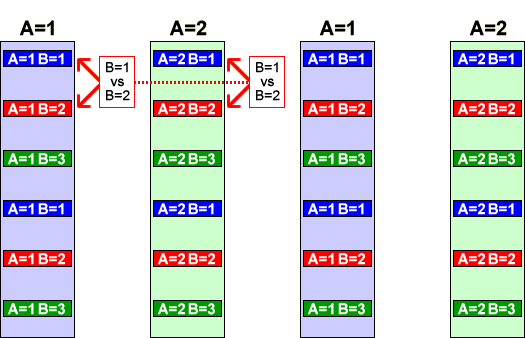 A=1 A=2 A=1 A=2
A=1 B=1 B=1 A=2 B=1 B=1 A=1 B=1 A=2 B=1
vs vs
A=1 B=2 B=2 A=2 B=2 B=2 A=1 B=2 A=2 B=2
A=1 B=3 A=2 B=3 A=1 B=3 A=2 B=3
A=1 B=1 A=2 B=1 A=1 B=1 A=2 B=1
A=1 B=2 A=2 B=2 A=1 B=2 A=2 B=2
A=1 B=3 A=2 B=3 A=1 B=3 A=2 B=3